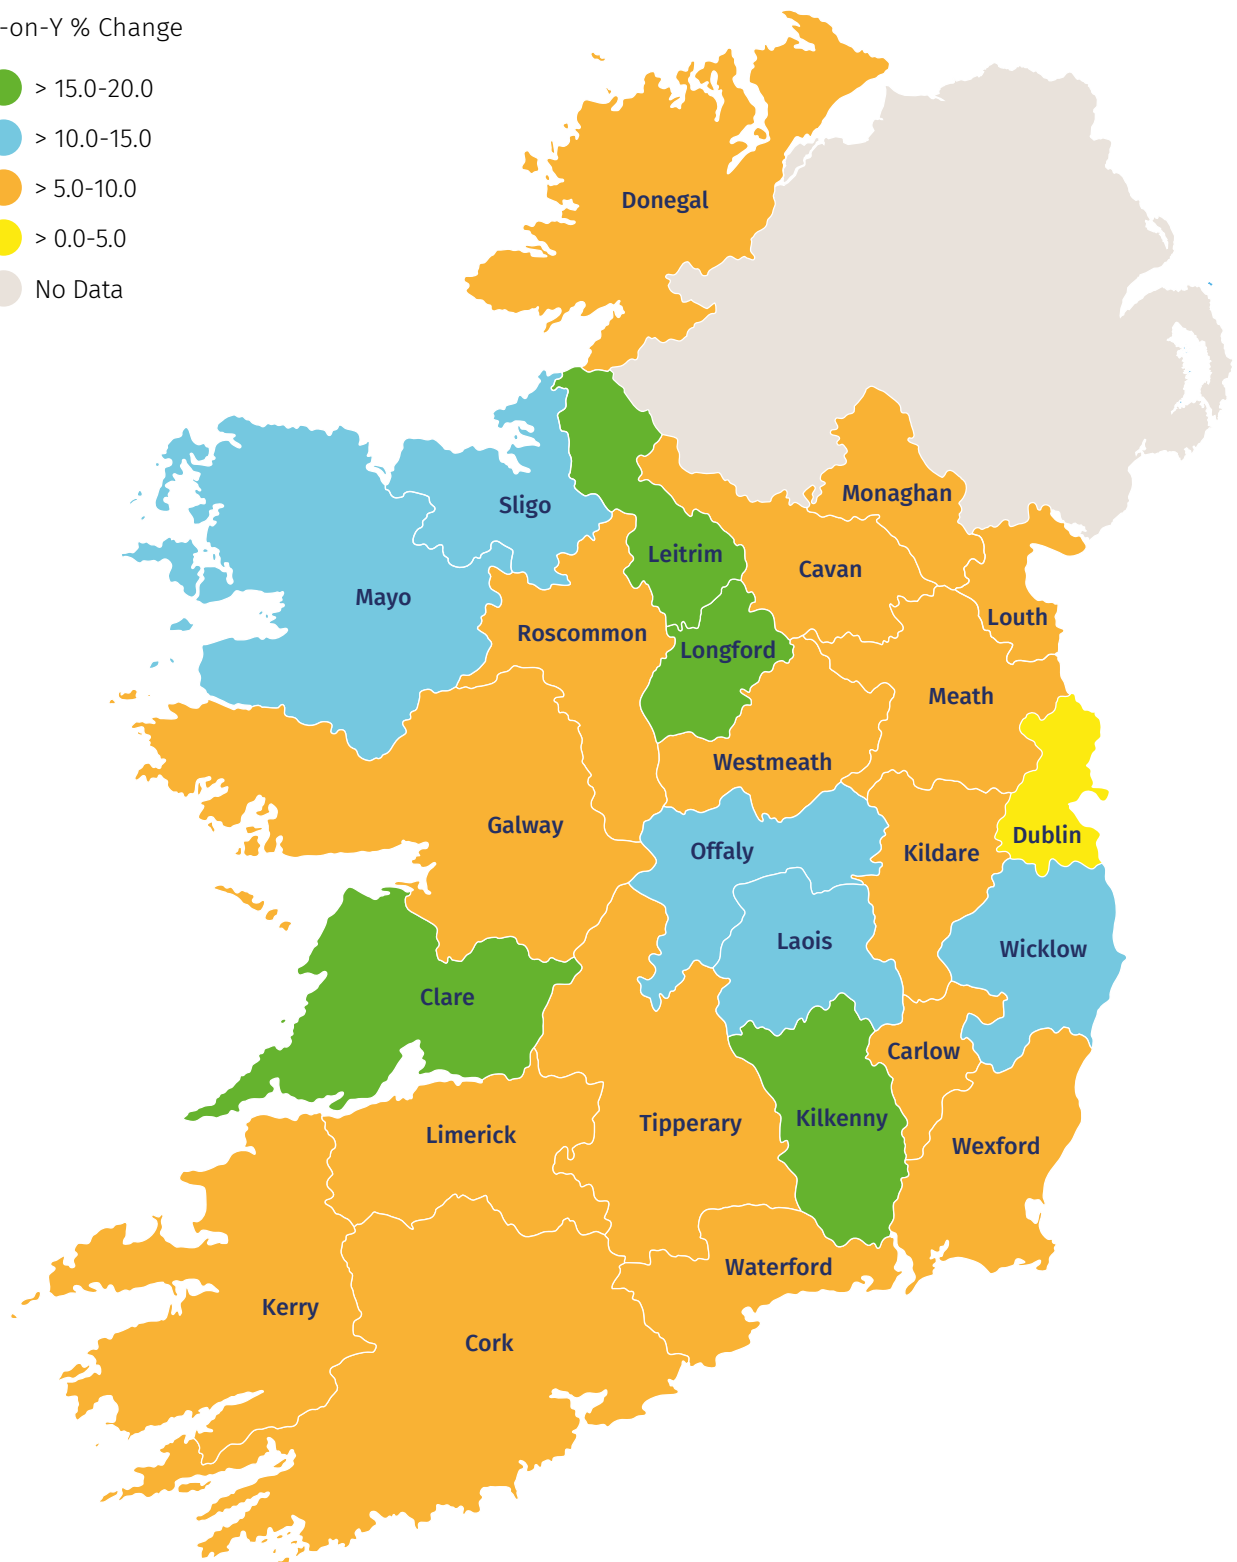 -on-Y % Change
> 15.0-20.0
> 10.0-15.0
> 5.0-10.0
> 0.0-5.0
No Data
Donegal
Monaghan
Sligo
Leitrim
Cavan
Mayo
Louth
Roscommon
Longford
Meath
Westmeath
Galway
Dublin
Offaly
Kildare
Laois
Wicklow
Clare
Carlow
Kilkenny
Tipperary
Limerick
Wexford
Waterford
Kerry
Cork